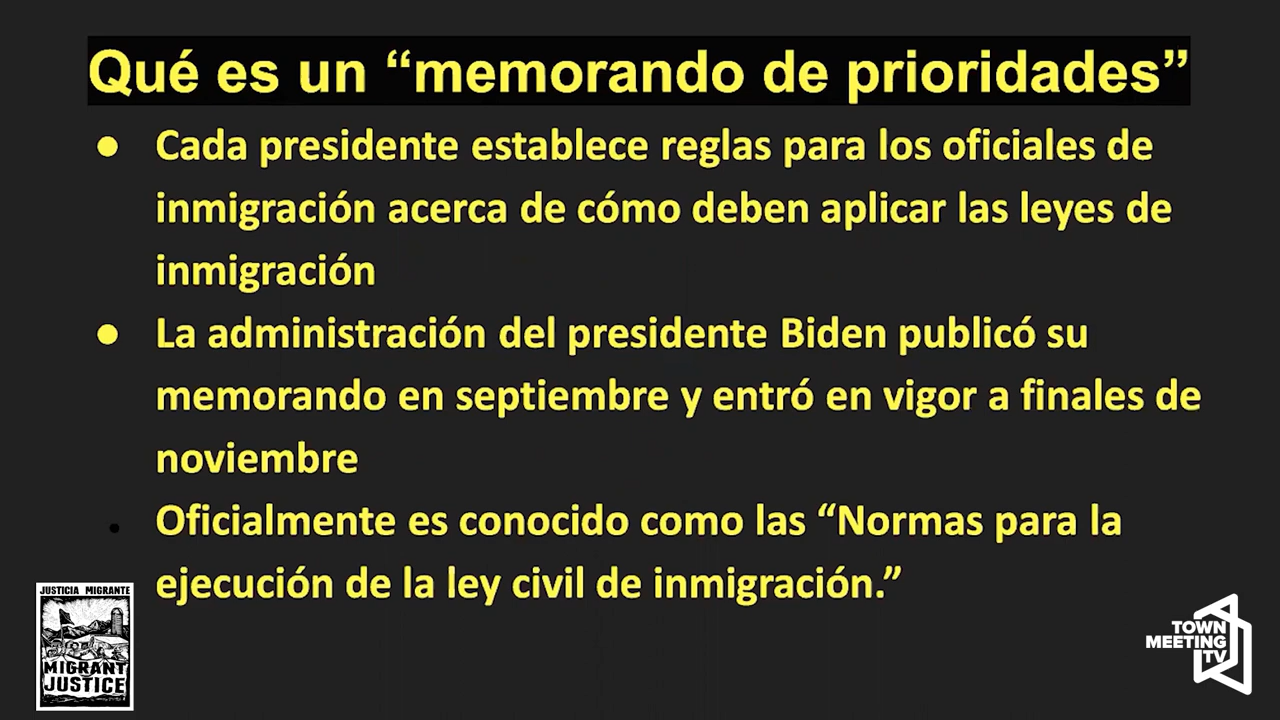 Qué es un “memorando de prioridades”
● Cada presidente establece reglas para los oficiales de
inmigración acerca de cómo deben aplicar las leyes de
inmigración
● La administración del presidente Biden publicó su
memorando en septiembre y entró en vigor a finales de
noviembre
• Oficialmente es conocido como las “Normas para la
ejecución de la ley civil de inmigración.”
JUSTICIA MIGRANTE
MIGRANT
JUSTICE
TOWN
MEETING
TV